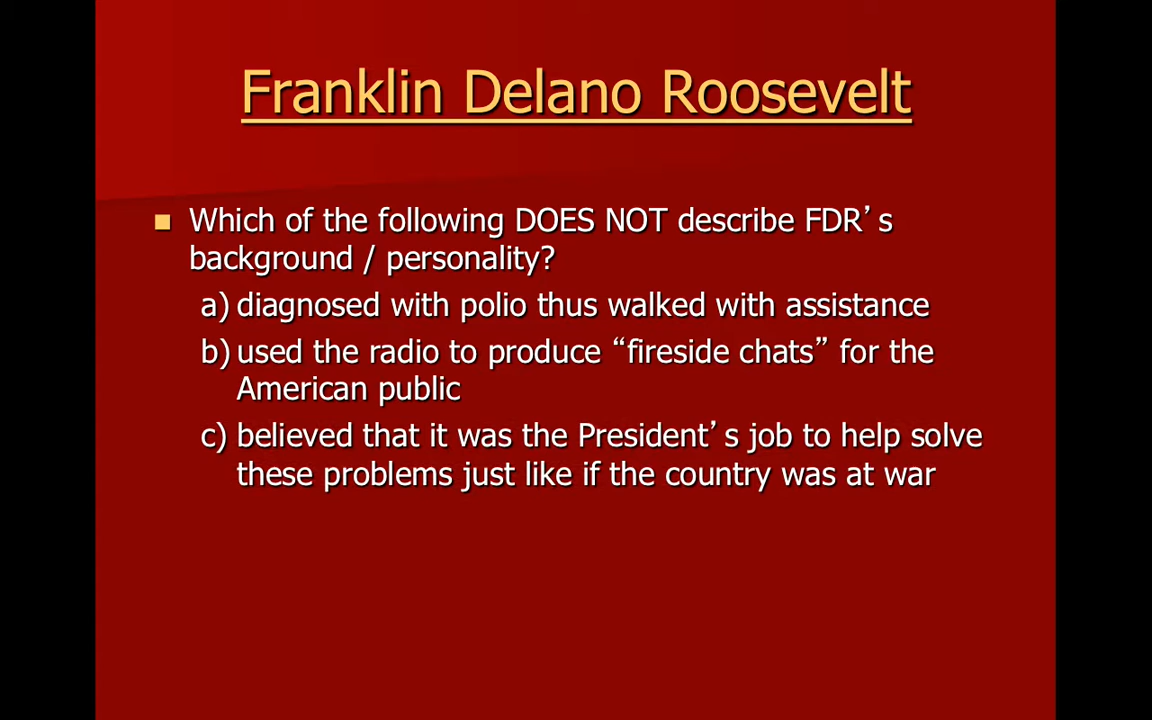 Franklin Delano Roosevelt
Which of the following DOES NOT describe FDR’s
background / personality?
a) diagnosed with polio thus walked with assistance
b) used the radio to produce “fireside chats” for the
American public
c) believed that it was the President’s job to help solve
these problems just like if the country was at war